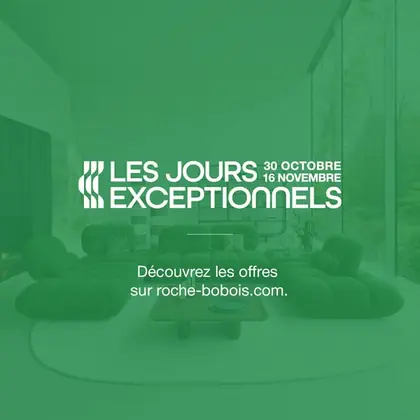 LES JOURS 30 OCTOBRE
EXCEPTIONNELS 16 NOVEMBRE
Découvrez les offres
sur roche-bobois.com.